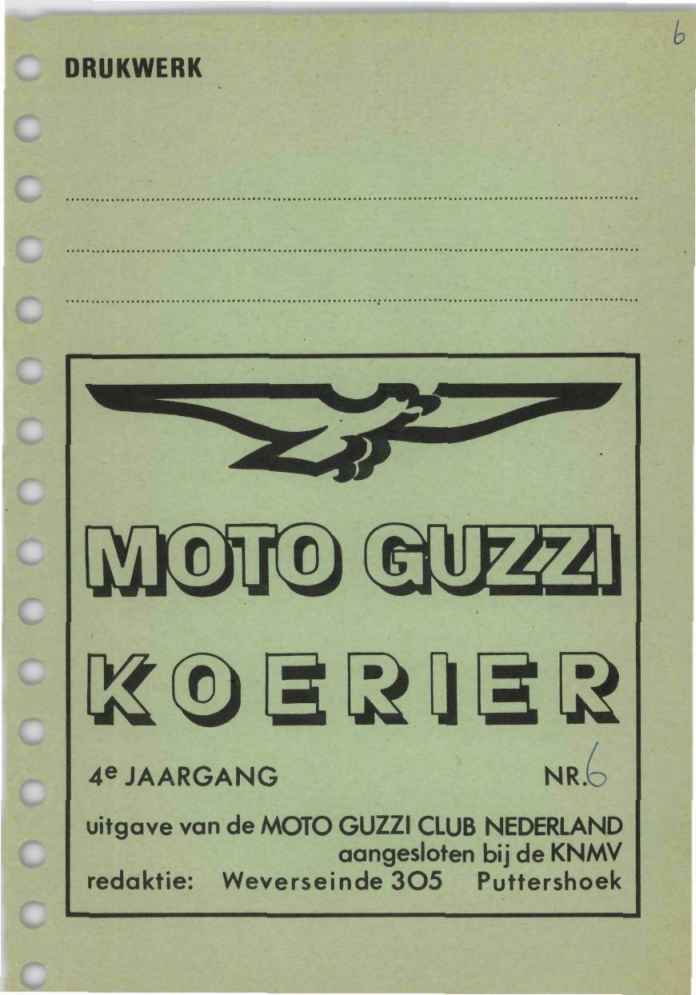 6
DRUKWERK
MOTO GUZZI
KOERIER
4e JAARGANG NR.6
uitgave van de MOTO GUZZI CLUB NEDERLAND
aangesloten bij de KNMV
redaktie: Weverseinde 305 Puttershoek